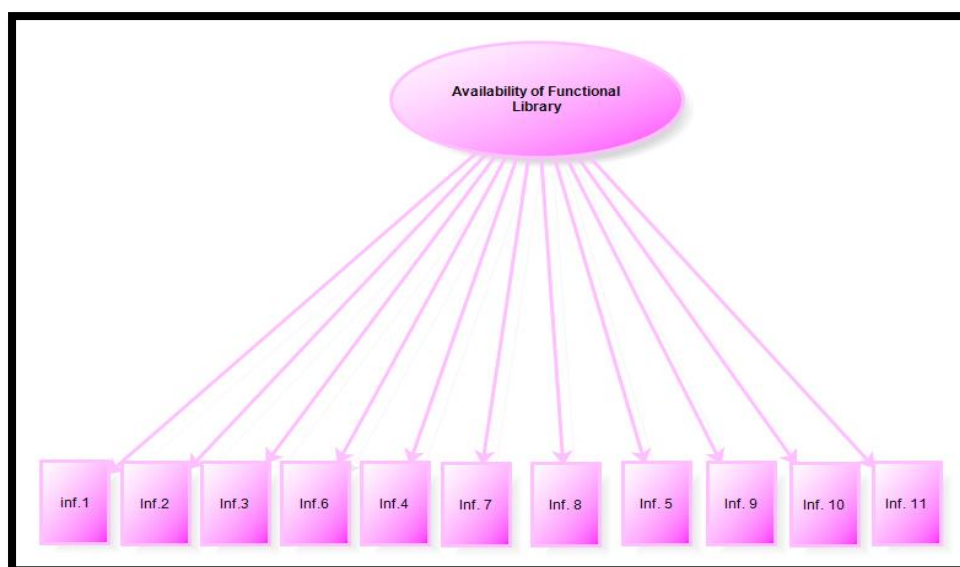 Availability of Functional
Library
inf.1
Inf.2
Inf.3
Inf.6
Inf.4
Inf. 7
Inf. 8
Inf. 5
Inf. 9
Inf. 10
Inf. 11